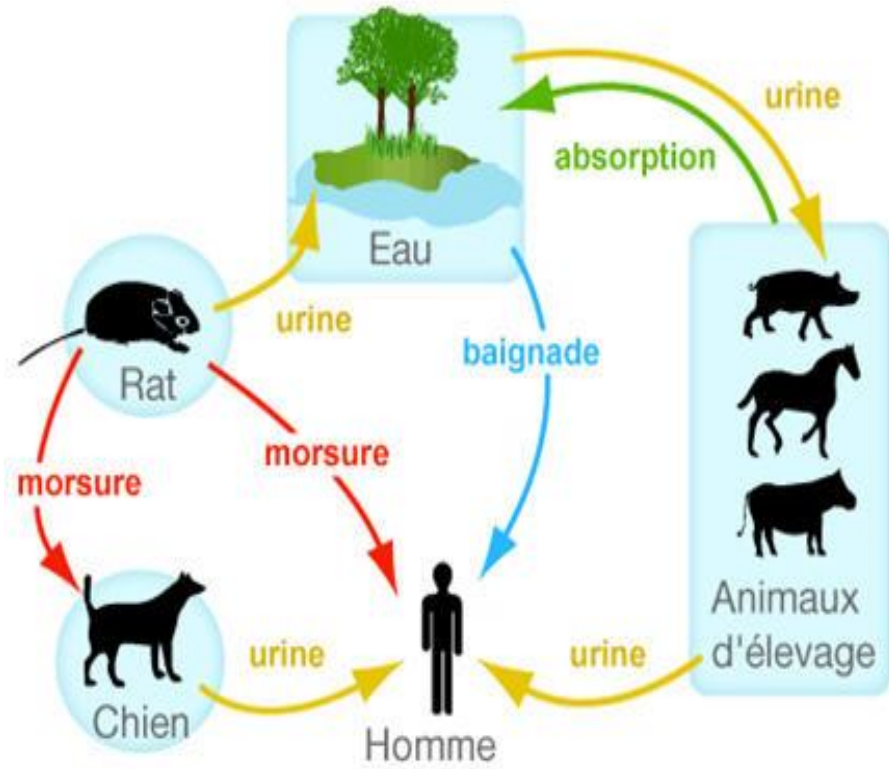 urine
absorption
Eau
urine
baignade
Rat
morsure
morsure
Animaux
d'élevage
urine
urine
Chien
Homme